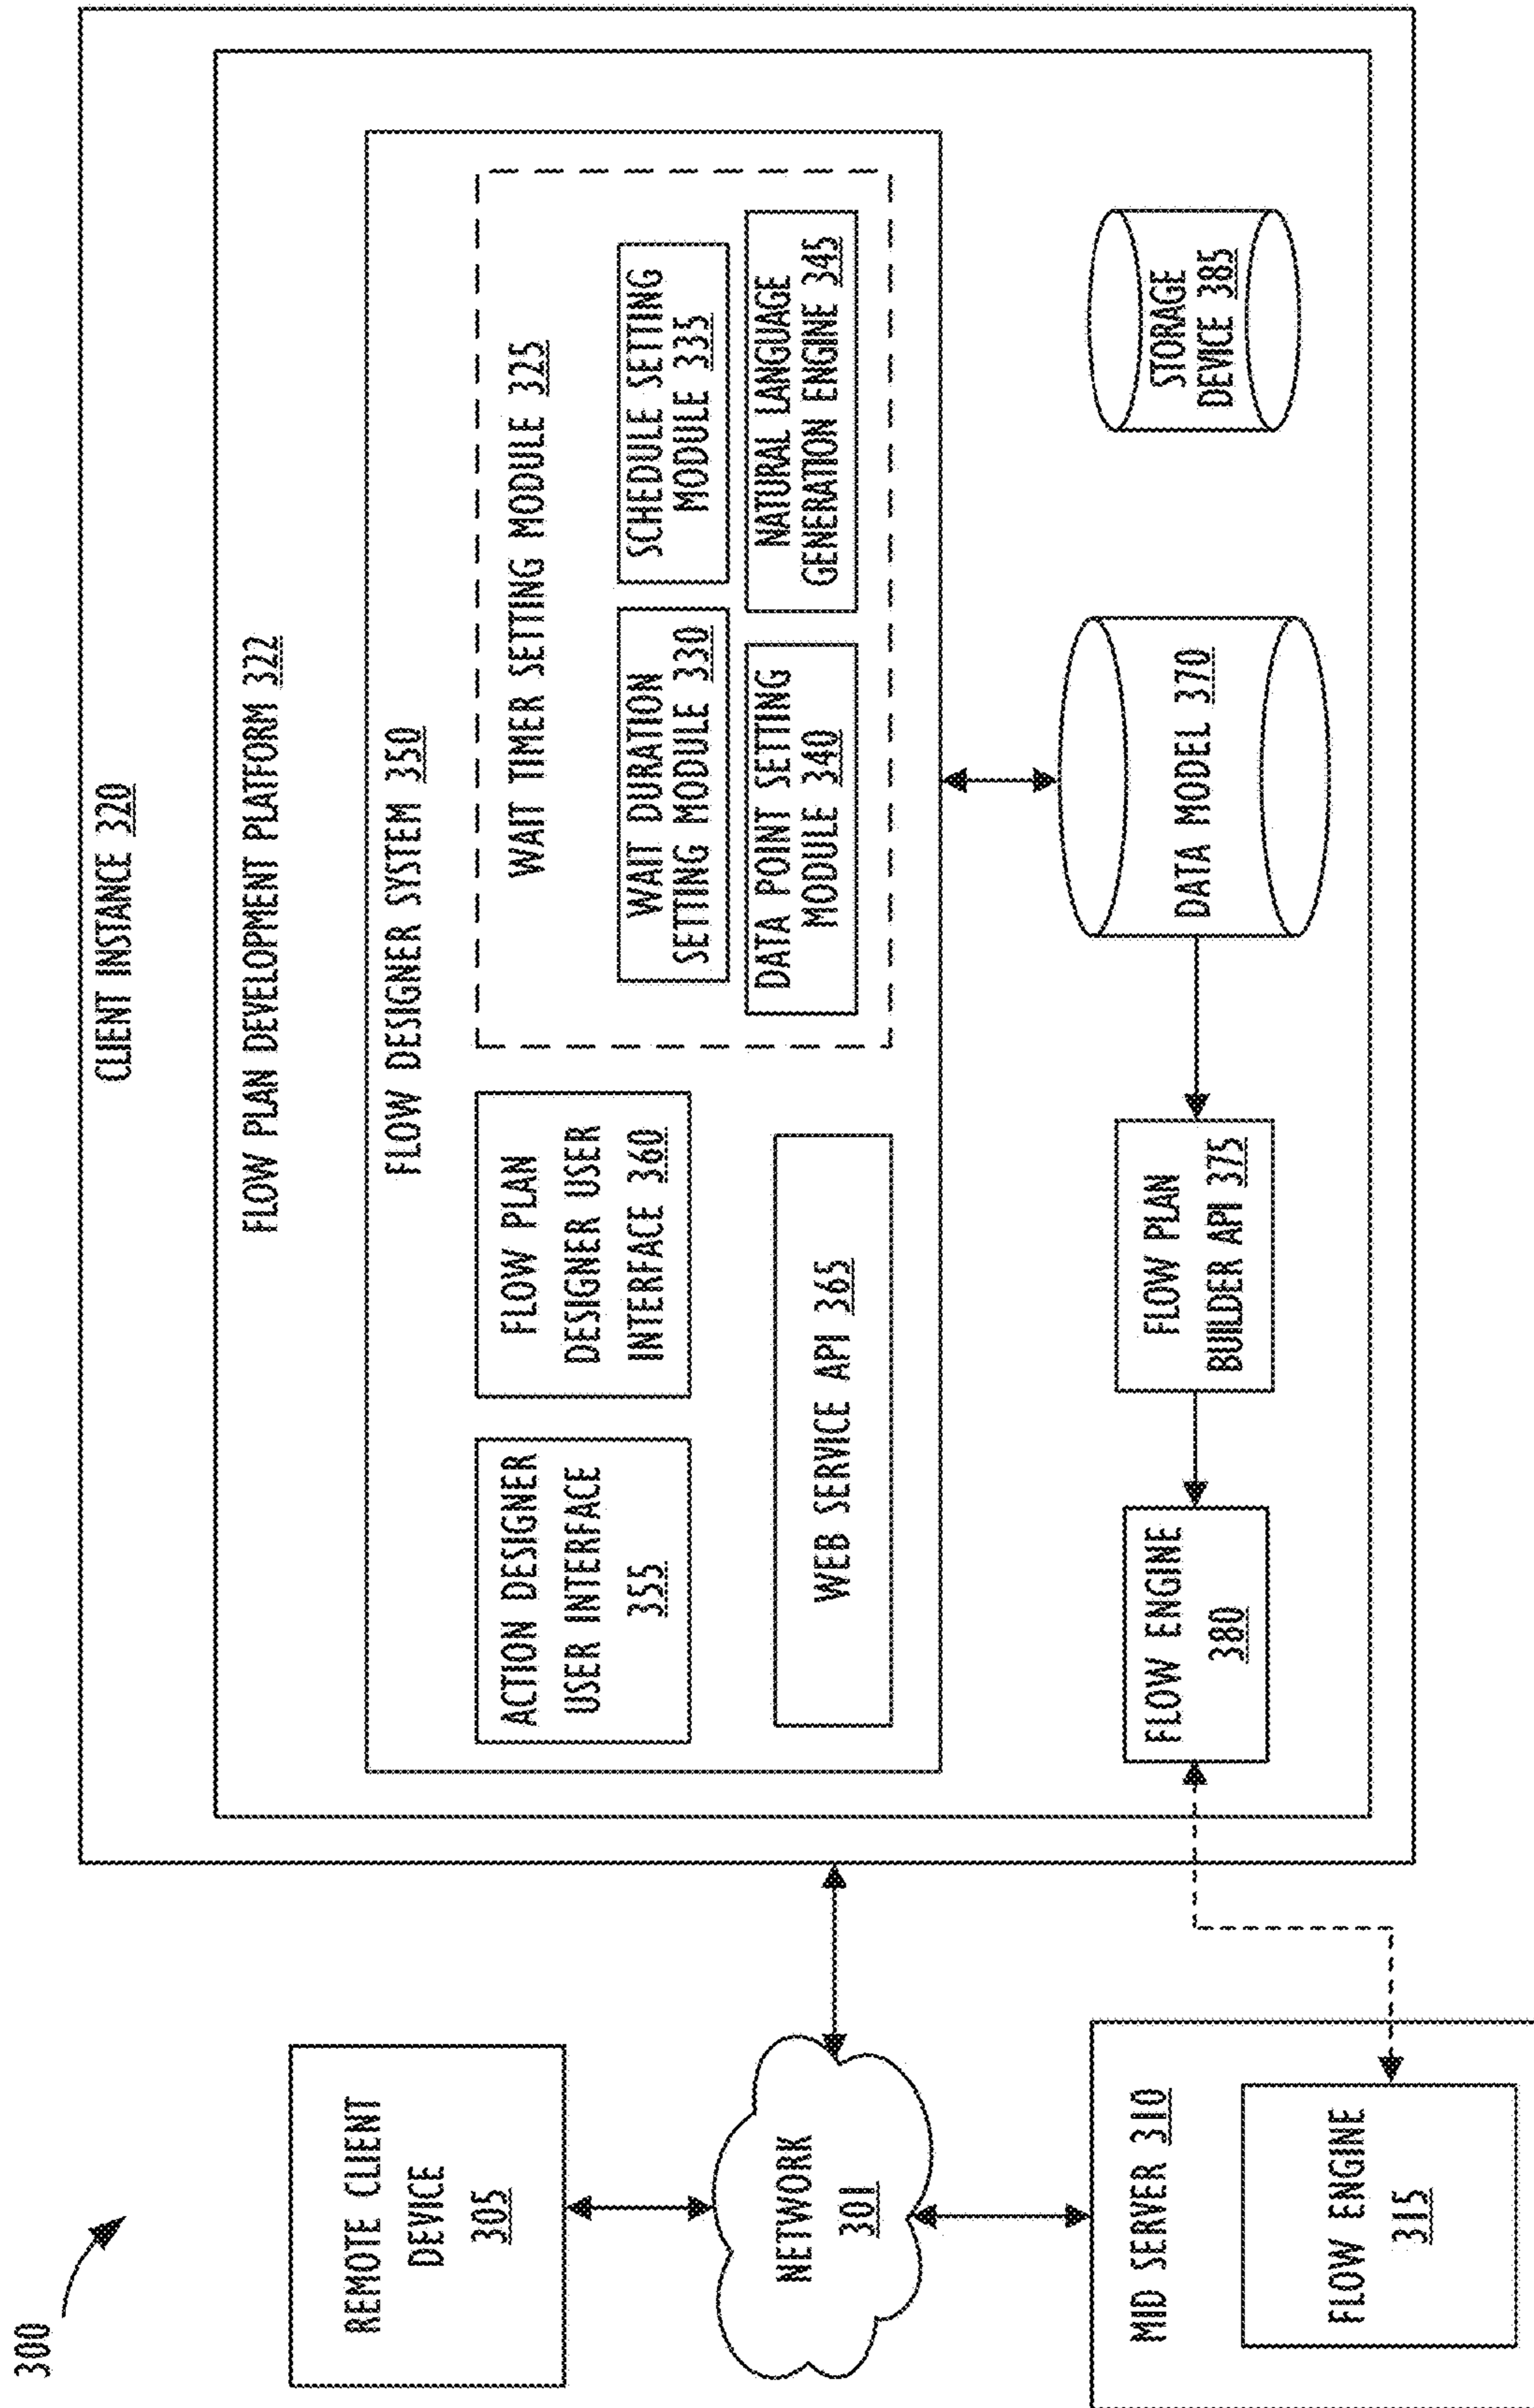 300
REMOTE CLIENT
DEVICE
305
NETWORK
301
MID SERVER 310
FLOW ENGINE
315
CLIENT INSTANCE 320
FLOW PLAN DEVELOPMENT PLATFORM 322
FLOW DESIGNER SYSTEM 350
ACTION DESIGNER
USER INTERFACE
355
FLOW PLAN
DESIGNER USER
INTERFACE 360
WEB SERVICE API 365
WAIT TIMER SETTING MODULE 325
WAIT DURATION
SETTING MODULE 330
SCHEDULE SETTING
MODULE 335
DATA POINT SETTING
MODULE 340
NATURAL LANGUAGE
GENERATION ENGINE 345
FLOW ENGINE
380
FLOW PLAN
BUILDER API 375
DATA MODEL 370
STORAGE
DEVICE 385